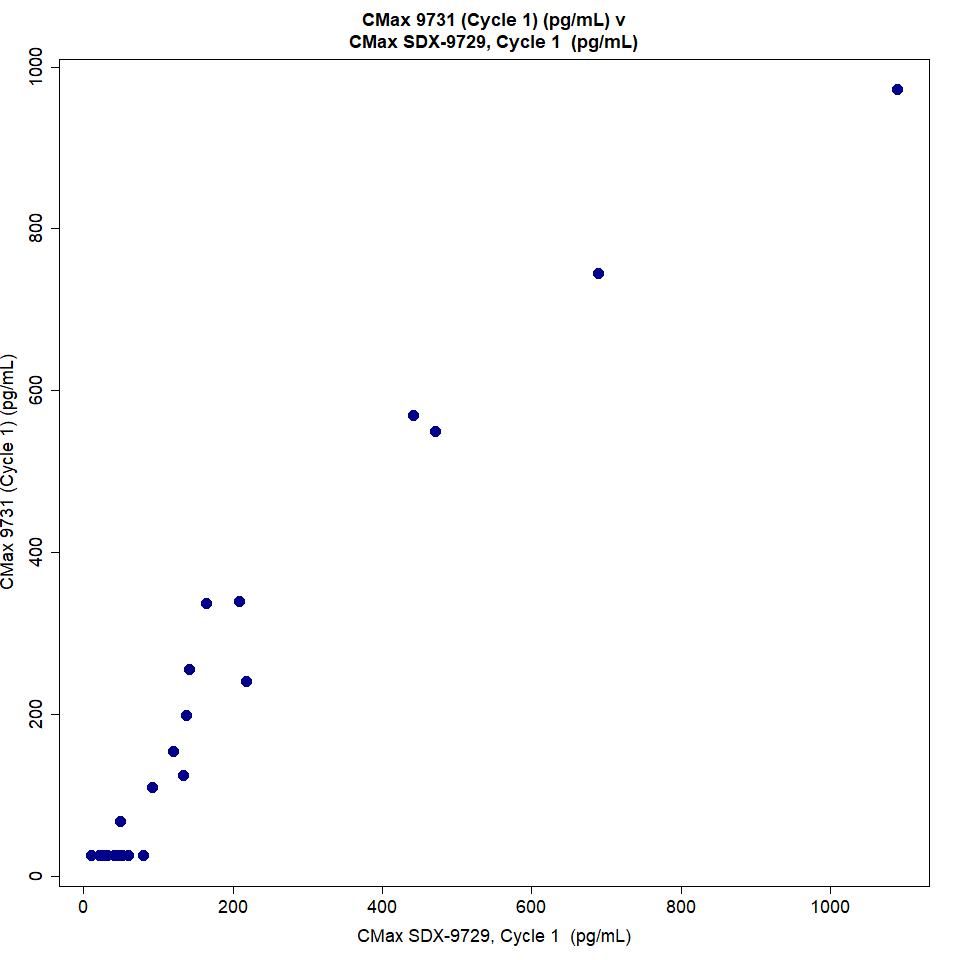 CMax 9731 (Cycle 1) (pg/mL) v
CMax SDX-9729, Cycle 1  (pg/mL)
CMax 9731 (Cycle 1) (pg/mL)
1000
800
600
400
200
0
0 200 400 600 800 1000
CMax SDX-9729, Cycle 1  (pg/mL)